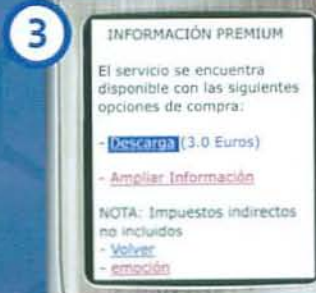 3
INFORMACIÓN PREMIUM
El servicio se encuentra
disponible con las siguientes
opciones de compra:
- Descarga (3.0 Euros)
- Ampliar Información
NOTA: Impuestos indirectos
no incluidos
- Volver
- emoción